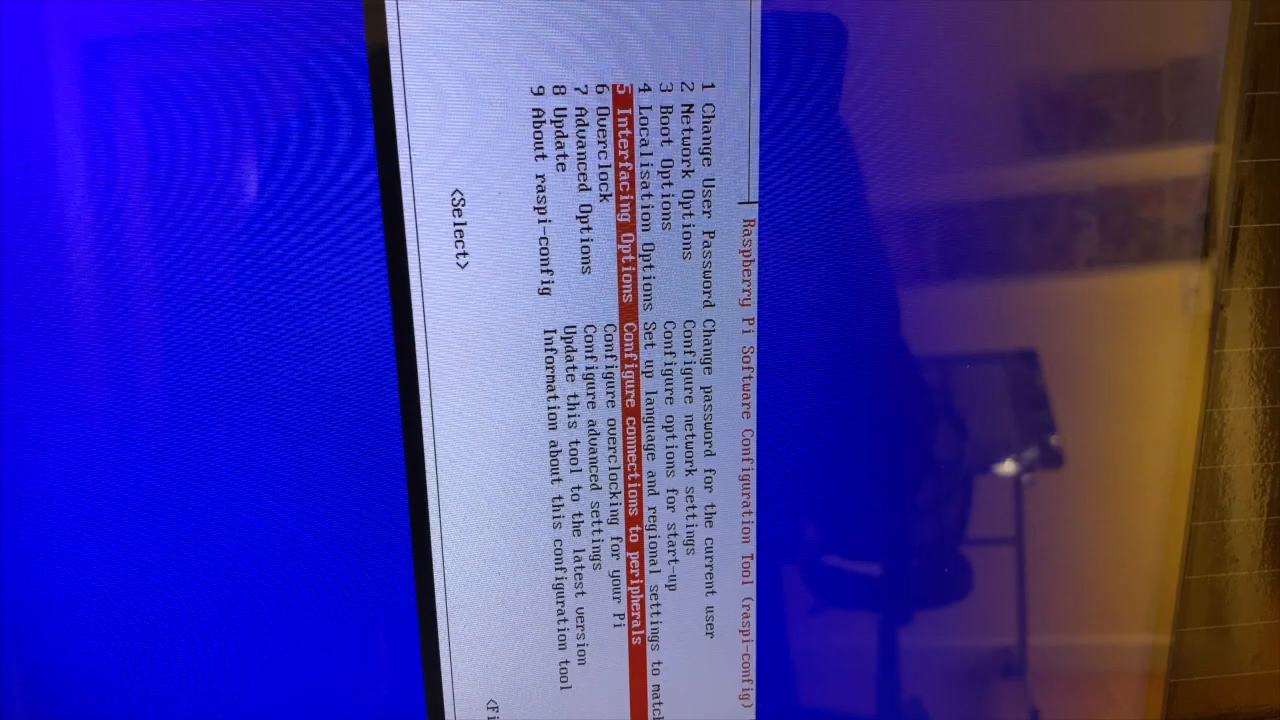 Raspberry Pi Software Configuration Tool (raspi-config)
1 Change User Password Change password for the current user
2 Network Options Configure network settings
3 Boot Options Configure options for start-up
4 Localisation Options Set up language and regional settings to match
5 Interfacing Options Configure connections to peripherals
6 Overclock Configure overclocking for your Pi
7 Advanced Options Configure advanced settings
8 Update Update this tool to the latest version
9 About raspi-config Information about this configuration tool
<Select> <Fi